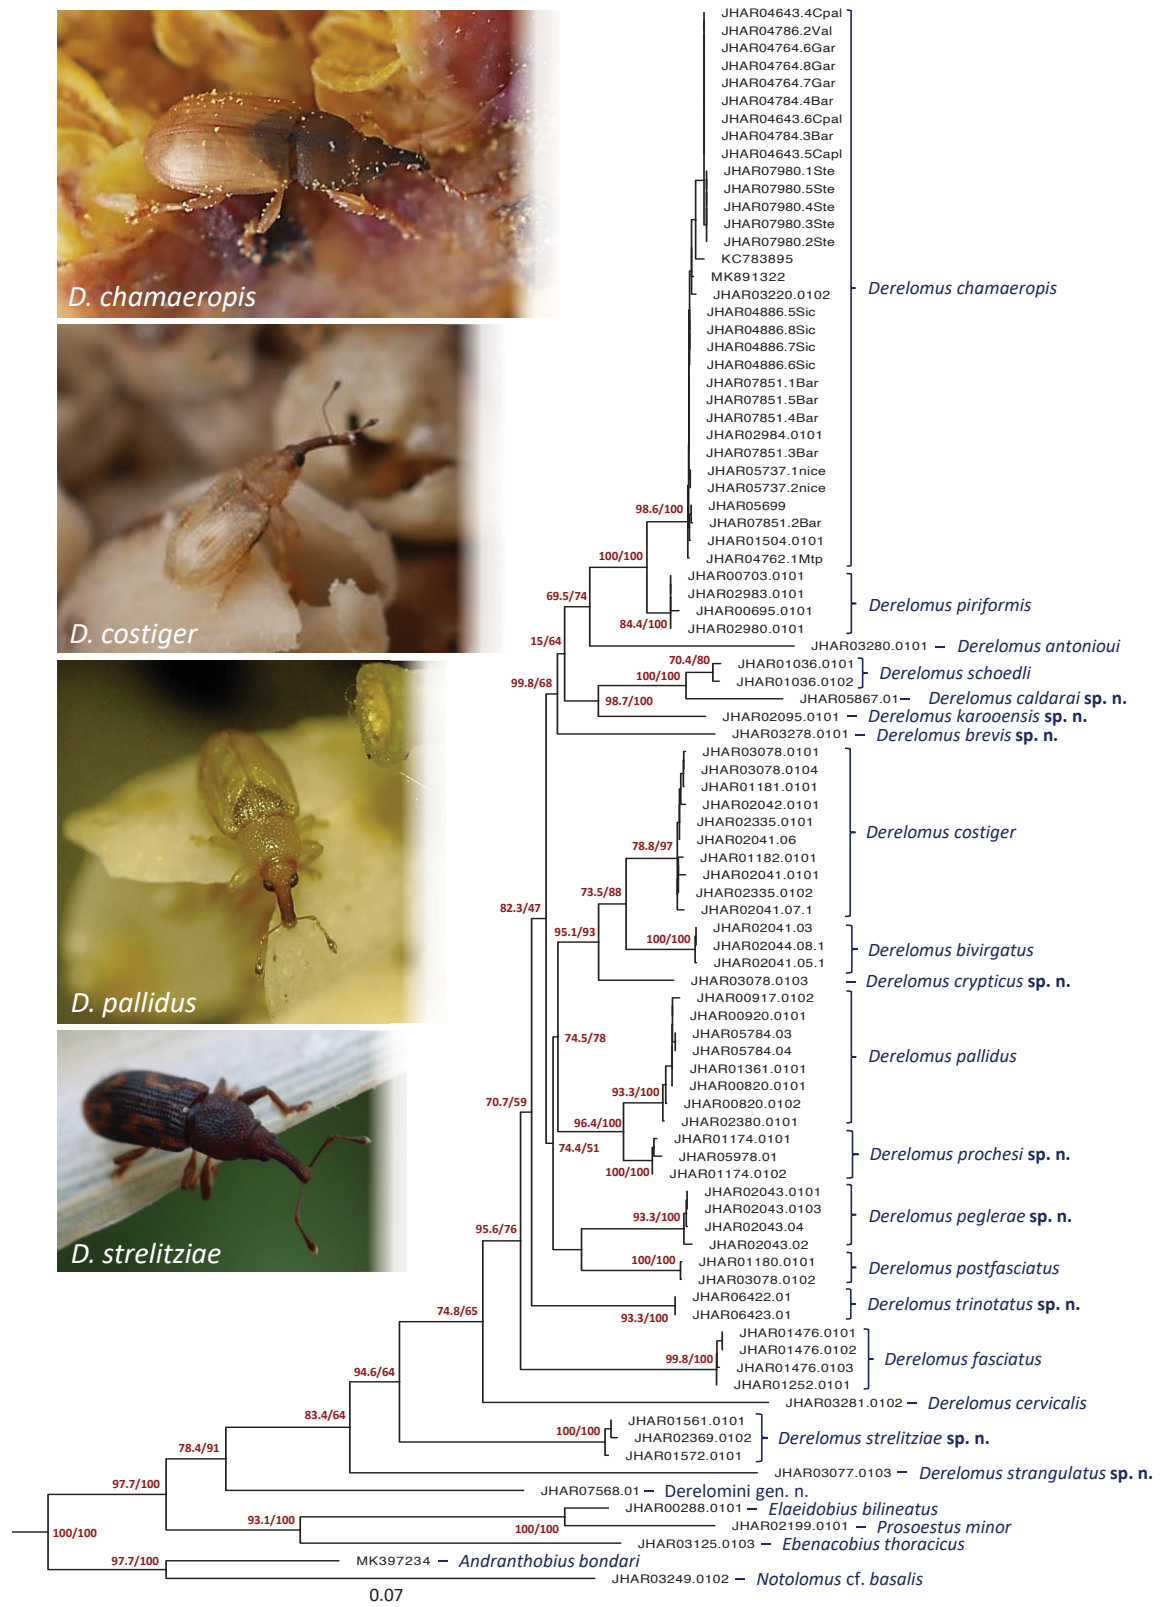 D. chamaeropis
D. costiger
D. pallidus
D. strelitziae
JHAR04643.4Cpal
JHAR04786.2Val
JHAR04764.6Gar
JHAR04764.8Gar
JHAR04764.7Gar
JHAR04784.4Bar
JHAR04643.6Cpal
JHAR04784.3Bar
JHAR04643.5Capl
JHAR07980.1Ste
JHAR07980.5Ste
JHAR07980.4Ste
JHAR07980.3Ste
JHAR07980.2Ste
KC783895
MK891322
JHAR03220.0102
Derelomus chamaeropis
JHAR04886.5Sic
JHAR04886.8Sic
JHAR04886.7Sic
JHAR04886.6Sic
JHAR07851.1Bar
JHAR07851.5Bar
JHAR07851.4Bar
JHAR02984.0101
JHAR07851.3Bar
JHAR05737.1nice
JHAR05737.2nice
JHAR05699
98.6/100
JHAR07851.2Bar
JHAR01504.0101
100/100
JHAR04762.1Mtp
JHAR00703.0101
JHAR02983.0101
69.5/74
JHAR00695.0101
Derelomus piriformis
84.4/100
JHAR02980.0101
15/64
JHAR03280.0101 – Derelomus antonioui
70.4/80
JHAR01036.0101
Derelomus schoedli
100/100
JHAR01036.0102
99.8/68
98.7/100
JHAR05867.01 – Derelomus caldarai sp. n.
JHAR02095.0101 – Derelomus karooensis sp. n.
JHAR03278.0101 – Derelomus brevis sp. n.
JHAR03078.0101
JHAR03078.0104
JHAR01181.0101
JHAR02042.0101
JHAR02335.0101
Derelomus costiger
JHAR02041.06
78.8/97
JHAR01182.0101
JHAR02041.0101
73.5/88
JHAR02335.0102
JHAR02041.07.1
82.3/47
JHAR02041.03
95.1/93
100/100
JHAR02044.08.1
Derelomus bivirgatus
JHAR02041.05.1
JHAR03078.0103 – Derelomus crypticus sp. n.
JHAR00917.0102
JHAR00920.0101
74.5/78
JHAR05784.03
JHAR05784.04
Derelomus pallidus
JHAR01361.0101
JHAR00820.0101
93.3/100
JHAR00820.0102
70.7/59
96.4/100
JHAR02380.0101
JHAR01174.0101
74.4/51
JHAR05978.01
Derelomus prochesi sp. n.
100/100
JHAR01174.0102
JHAR02043.0101
JHAR02043.0103
93.3/100
Derelomus peglerae sp. n.
95.6/76
JHAR02043.04
JHAR02043.02
100/100
JHAR01180.0101
Derelomus postfasciatus
JHAR03078.0102
JHAR06422.01
Derelomus trinotatus sp. n.
74.8/65
93.3/100
JHAR06423.01
JHAR01476.0101
JHAR01476.0102
99.8/100
Derelomus fasciatus
JHAR01476.0103
94.6/64
JHAR01252.0101
JHAR03281.0102 – Derelomus cervicalis
83.4/64
JHAR01561.0101
100/100
JHAR02369.0102
Derelomus strelitziae sp. n.
78.4/91
JHAR01572.0101
JHAR03077.0103 – Derelomus strangulatus sp. n.
97.7/100
JHAR07568.01 – Derelomini gen. n.
JHAR00288.0101 – Elaeidobius bilineatus
93.1/100
100/100
JHAR02199.0101 – Prosoestus minor
100/100
JHAR03125.0103 – Ebenacobius thoracicus
97.7/100
MK397234 – Andranthobius bondari
JHAR03249.0102 – Notolomus cf. basalis
0.07